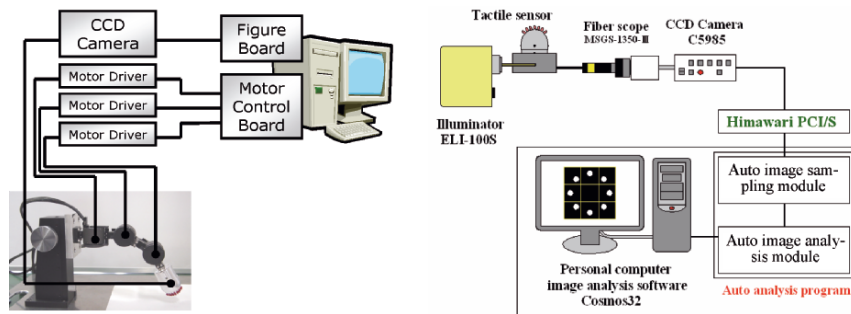 CCD
Camera
Figure
Board
Motor Driver
Motor Driver
Motor Driver
Motor
Control
Board
Tactile sensor
Fiber scope
MSGS-1350-Ⅲ
CCD Camera
C5985
Illuminator
ELI-100S
Himawari PCI/S
Auto image sam-
pling module
Auto image analy-
sis module
Personal computer
image analysis software
Cosmos32
Auto analysis program